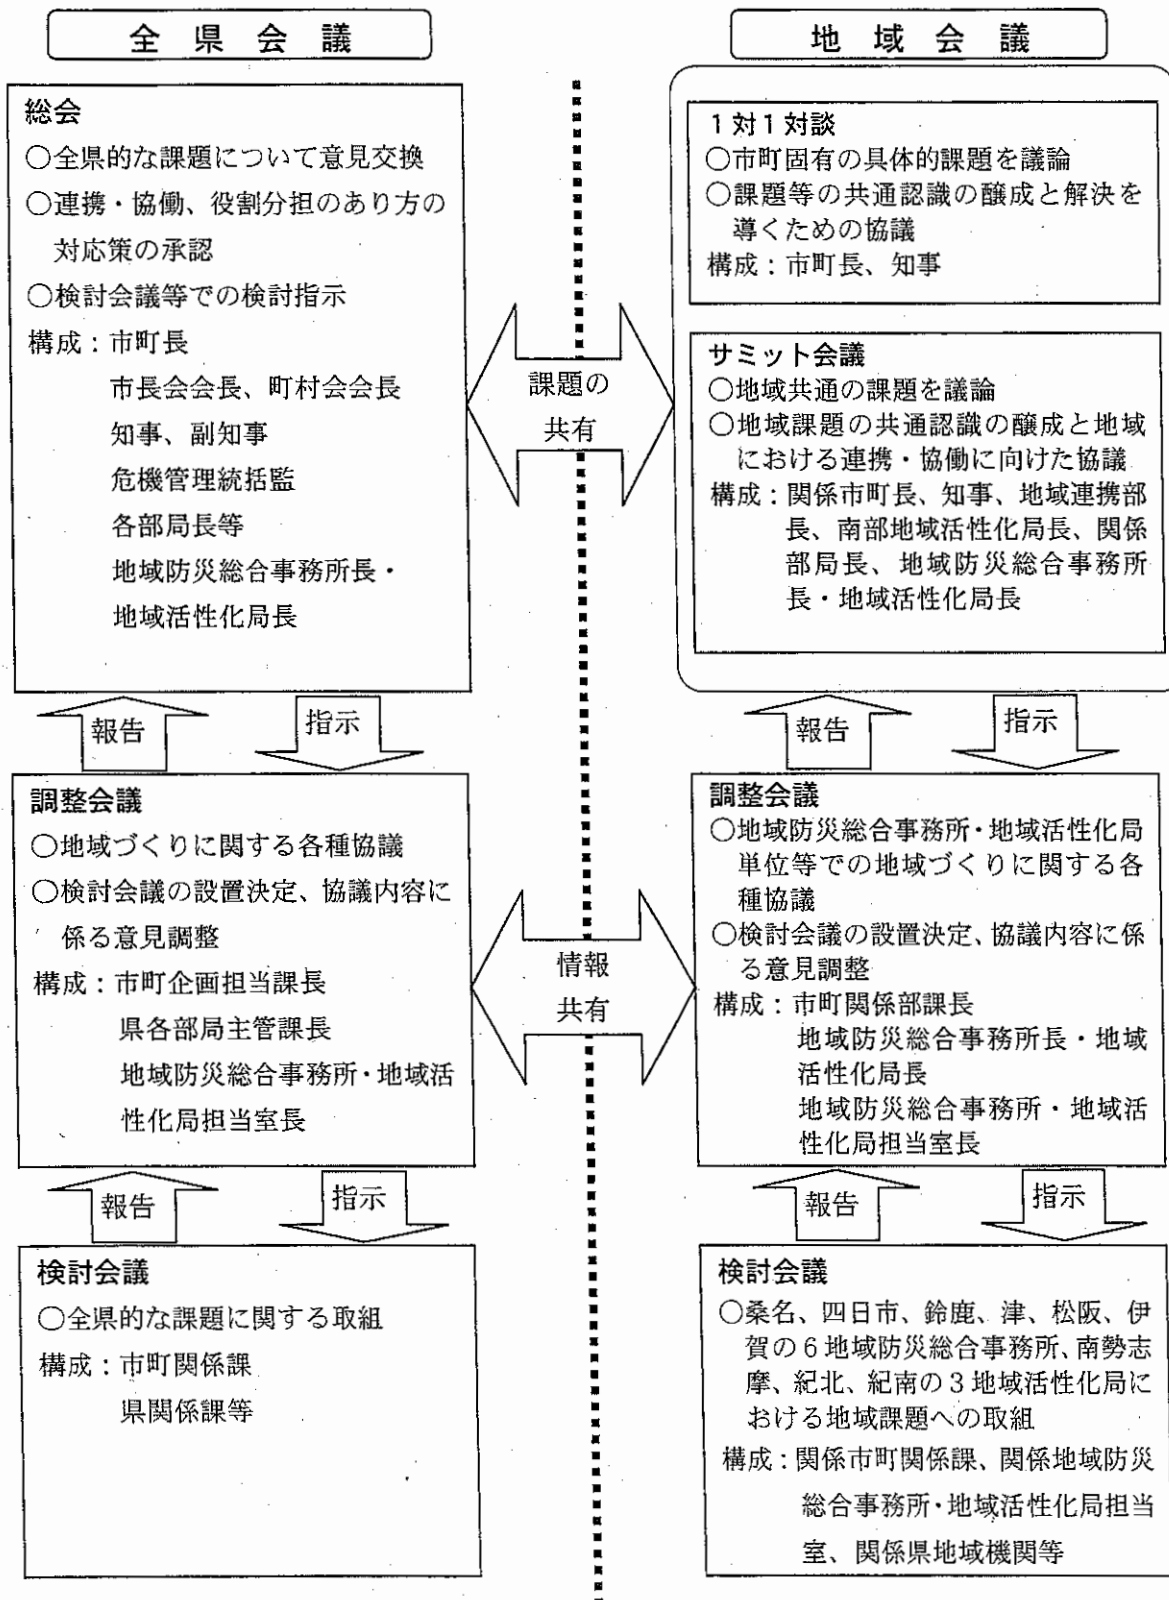 全県会議
総会
○全県的な課題について意見交換
○連携・協働、役割分担のあり方の
対応策の承認
○検討会議等での検討指示
構成：市町長
市長会会長、町村会会長
知事、副知事
危機管理統括監
各部局長等
地域防災総合事務所長・
地域活性化局長
報告
指示
調整会議
○地域づくりに関する各種協議
○検討会議の設置決定、協議内容に
係る意見調整
構成：市町企画担当課長
県各部局主管課長
地域防災総合事務所・地域活
性化局担当室長
報告
指示
検討会議
○全県的な課題に関する取組
構成：市町関係課
県関係課等
課題の
共有
情報
共有
地域会議
1対1対談
○市町固有の具体的課題を議論
○課題等の共通認識の醸成と解決を
導くための協議
構成：市町長、知事
サミット会議
○地域共通の課題を議論
○地域課題の共通認識の醸成と地域
における連携・協働に向けた協議
構成：関係市町長、知事、地域連携部
長、南部地域活性化局長、関係
部局長、地域防災総合事務所
長・地域活性化局長
報告
指示
調整会議
○地域防災総合事務所・地域活性化局
単位等での地域づくりに関する各
種協議
○検討会議の設置決定、協議内容に係
る意見調整
構成：市町関係部課長
地域防災総合事務所長・地域
活性化局長
地域防災総合事務所・地域活
性化局担当室長
報告
指示
検討会議
○桑名、四日市、鈴鹿、津、松阪、伊
賀の6地域防災総合事務所、南勢志
摩、紀北、紀南の3地域活性化局に
おける地域課題への取組
構成：関係市町関係課、関係地域防災
総合事務所・地域活性化局担当
室、関係県地域機関等